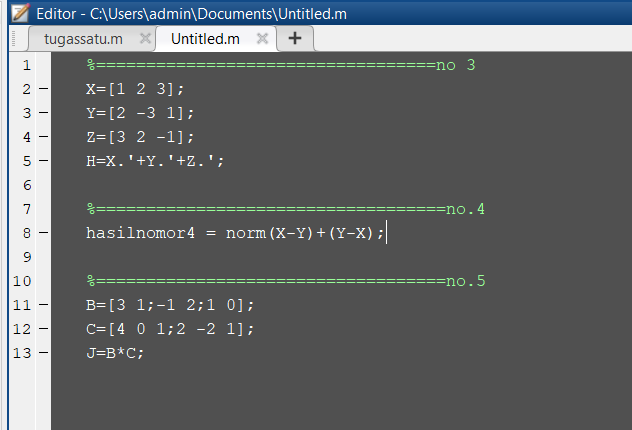 Editor - C:\Users\admin\Documents\Untitled.m
tugassatu.m Untitled.m
1 %==================================no 3
2 X=[1 2 3];
3 Y=[2 -3 1];
4 Z=[3 2 -1];
5 H=X.'+Y.'+Z.';
6
7 %===================================no.4
8 hasilnomor4 = norm(X-Y)+(Y-X);
9
10 %===================================no.5
11 B=[3 1;-1 2;1 0];
12 C=[4 0 1;2 -2 1];
13 J=B*C;